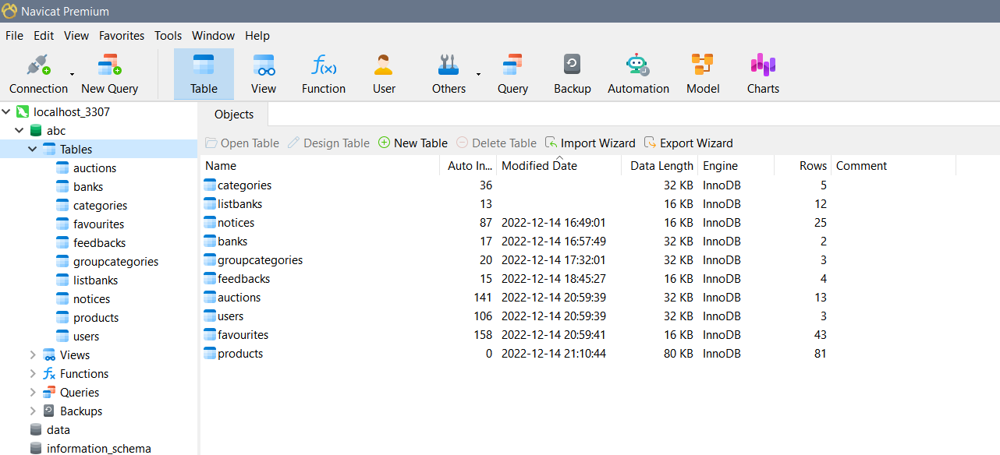 Navicat Premium
File Edit View Favorites Tools Window Help
Connection New Query Table View Function User Others Query Backup Automation Model Charts
localhost_3307
abc
Tables
auctions
banks
categories
favourites
feedbacks
groupcategories
listbanks
notices
products
users
Views
Functions
Queries
Backups
data
information_schema
Objects
Open Table Design Table New Table Delete Table Import Wizard Export Wizard
Name Auto In... Modified Date Data Length Engine Rows Comment
categories 36 32 KB InnoDB 5
listbanks 13 16 KB InnoDB 12
notices 87 2022-12-14 16:49:01 16 KB InnoDB 25
banks 17 2022-12-14 16:57:49 32 KB InnoDB 2
groupcategories 20 2022-12-14 17:32:01 32 KB InnoDB 3
feedbacks 15 2022-12-14 18:45:27 16 KB InnoDB 4
auctions 141 2022-12-14 20:59:39 32 KB InnoDB 13
users 106 2022-12-14 20:59:39 32 KB InnoDB 3
favourites 158 2022-12-14 20:59:41 16 KB InnoDB 43
products 0 2022-12-14 21:10:44 80 KB InnoDB 81